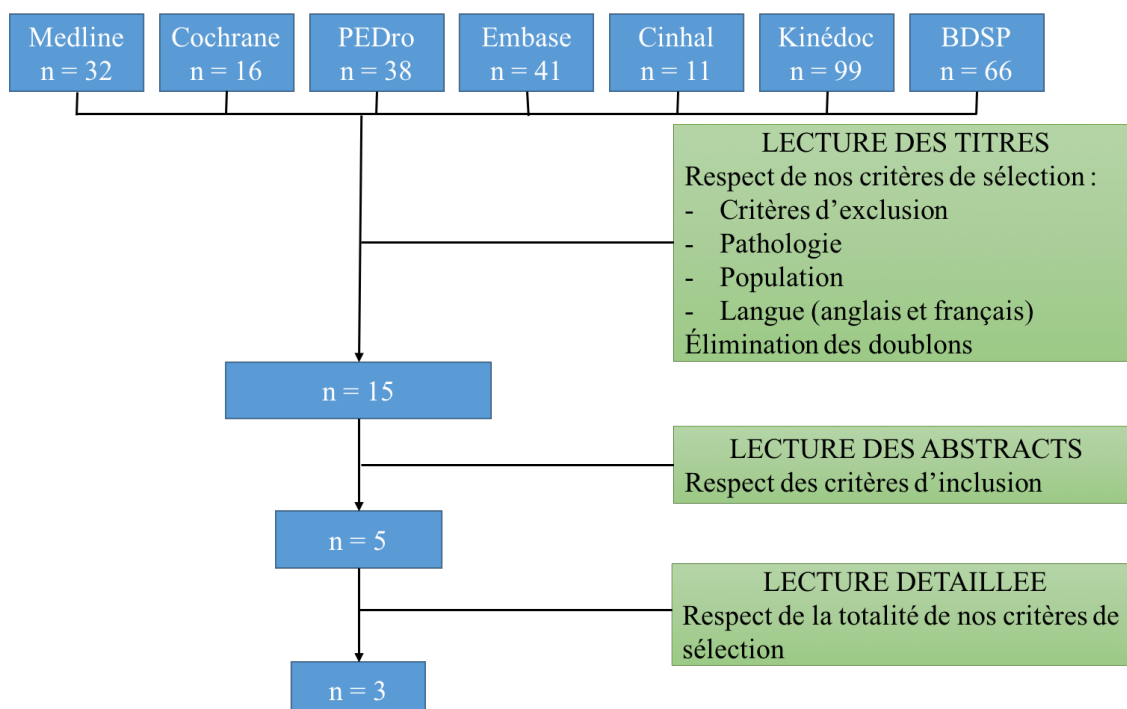 Medline
n = 32
Cochrane
n = 16
PEDro
n = 38
Embase
n = 41
Cinhal
n = 11
Kinédoc
n = 99
BDSP
n = 66
LECTURE DES TITRES
Respect de nos critères de sélection :
- Critères d’exclusion
- Pathologie
- Population
- Langue (anglais et français)
Élimination des doublons
n = 15
LECTURE DES ABSTRACTS
Respect des critères d’inclusion
n = 5
LECTURE DETAILLEE
Respect de la totalité de nos critères de
sélection
n = 3